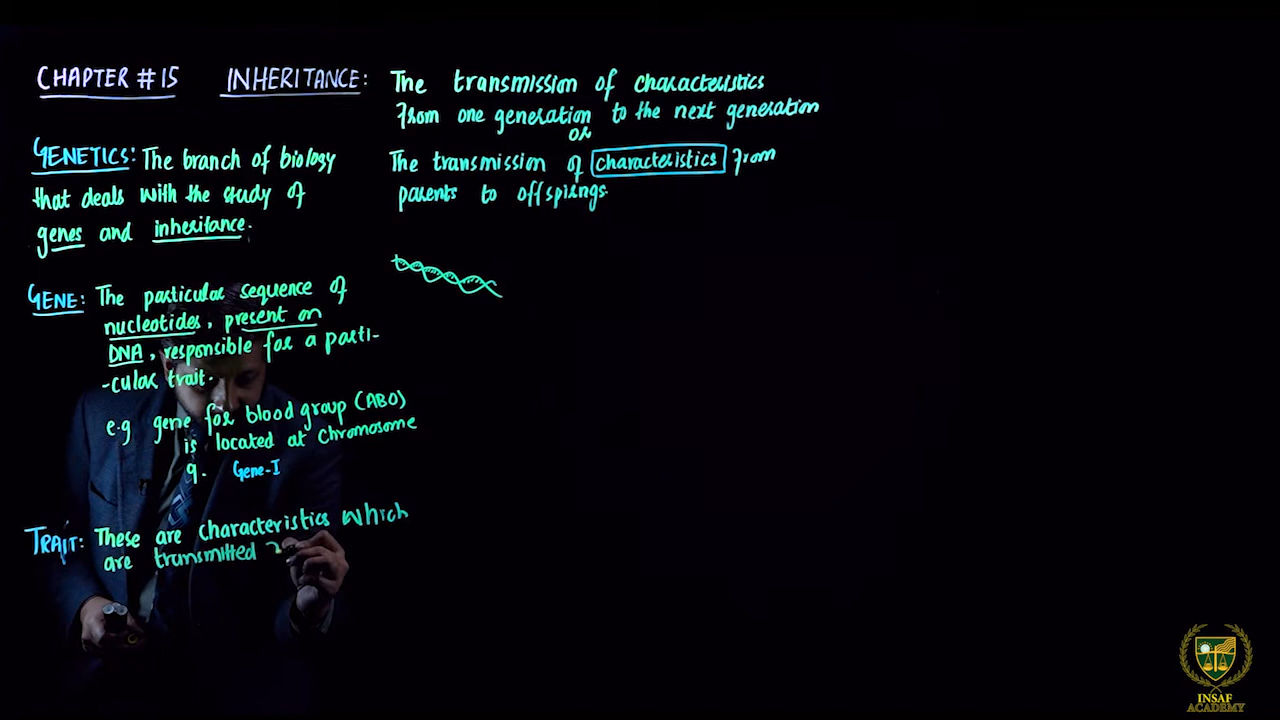 CHAPTER #15 INHERITANCE: The transmission of characteristics
From one generation to the next generation
OR
The transmission of characteristics From
parents to offsprings.
GENETICS: The branch of biology
that deals with the study of
genes and inheritance.
GENE: The particular sequence of
nucleotides, present on
DNA, responsible for a parti-
-cular trait.
e.g gene for blood group (ABO)
is located at chromosome
9. Gene-I
TRAIT: These are characteristics which
are transmitted
INSAF
ACADEMY